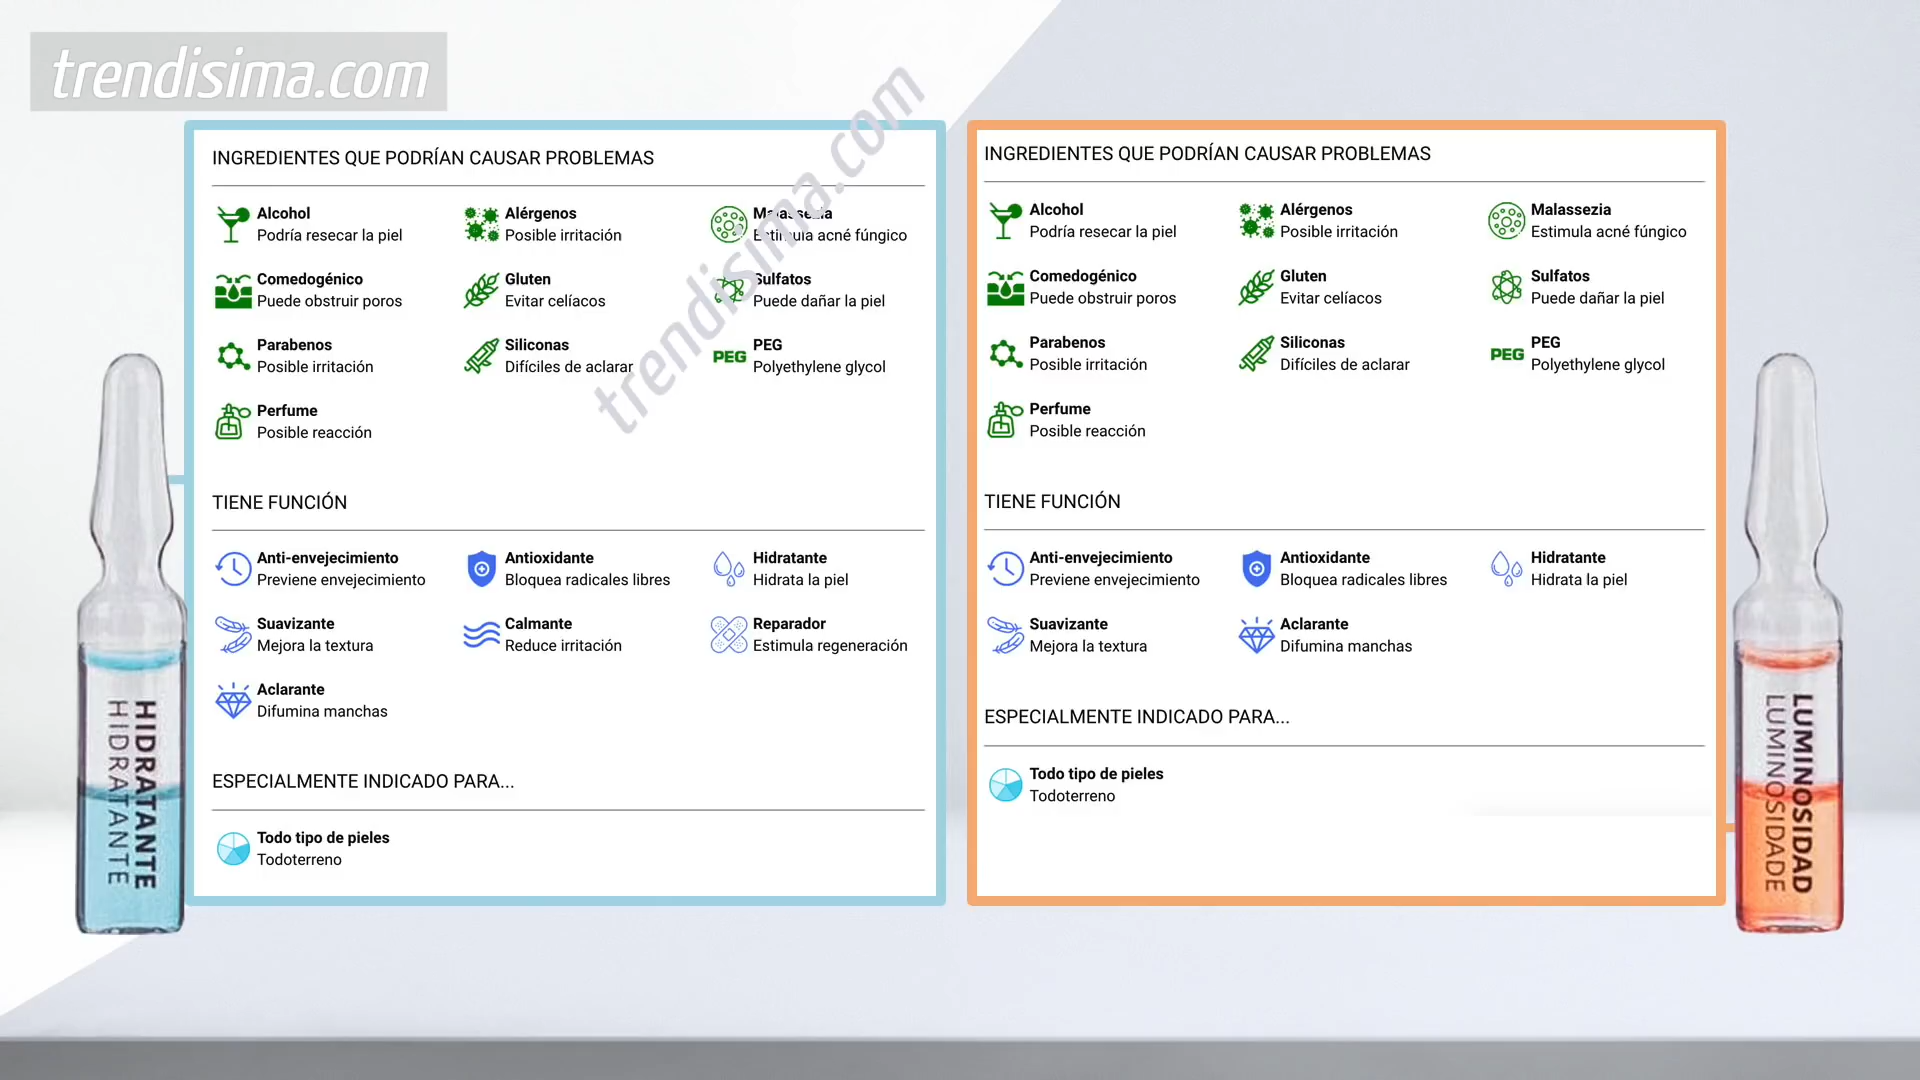 trendisima.com
trendisima.com
INGREDIENTES QUE PODRÍAN CAUSAR PROBLEMAS
Alcohol
Podría resecar la piel
Alérgenos
Posible irritación
Malassezia
Estimula acné fúngico
Comedogénico
Puede obstruir poros
Gluten
Evitar celíacos
Sulfatos
Puede dañar la piel
Parabenos
Posible irritación
Siliconas
Difíciles de aclarar
PEG
PEG
Polyethylene glycol
Perfume
Posible reacción
TIENE FUNCIÓN
Anti-envejecimiento
Previene envejecimiento
Antioxidante
Bloquea radicales libres
Hidratante
Hidrata la piel
Suavizante
Mejora la textura
Calmante
Reduce irritación
Reparador
Estimula regeneración
Aclarante
Difumina manchas
ESPECIALMENTE INDICADO PARA...
Todo tipo de pieles
Todoterreno
HIDRATANTE
HIDRATANTE
INGREDIENTES QUE PODRÍAN CAUSAR PROBLEMAS
Alcohol
Podría resecar la piel
Alérgenos
Posible irritación
Malassezia
Estimula acné fúngico
Comedogénico
Puede obstruir poros
Gluten
Evitar celíacos
Sulfatos
Puede dañar la piel
Parabenos
Posible irritación
Siliconas
Difíciles de aclarar
PEG
PEG
Polyethylene glycol
Perfume
Posible reacción
TIENE FUNCIÓN
Anti-envejecimiento
Previene envejecimiento
Antioxidante
Bloquea radicales libres
Hidratante
Hidrata la piel
Suavizante
Mejora la textura
Aclarante
Difumina manchas
ESPECIALMENTE INDICADO PARA...
Todo tipo de pieles
Todoterreno
LUMINOSIDAD
LUMINOSIDADE